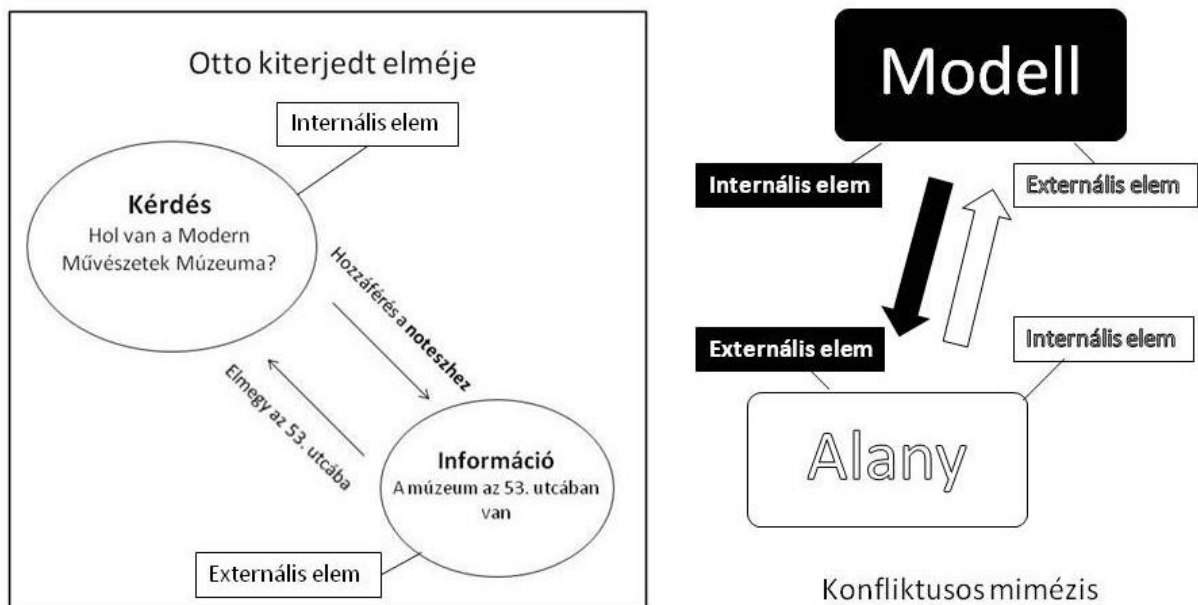 Otto kiterjedt elméje
Internális elem
Kérdés
Hol van a Modern
Művészetek Múzeuma?
Hozzáférés a noteszhez
Elmegy az 53. utcába
Információ
A múzeum az 53. utcában
van
Externális elem
Modell
Internális elem
Externális elem
Externális elem
Internális elem
Alany
Konfliktusos mimézis